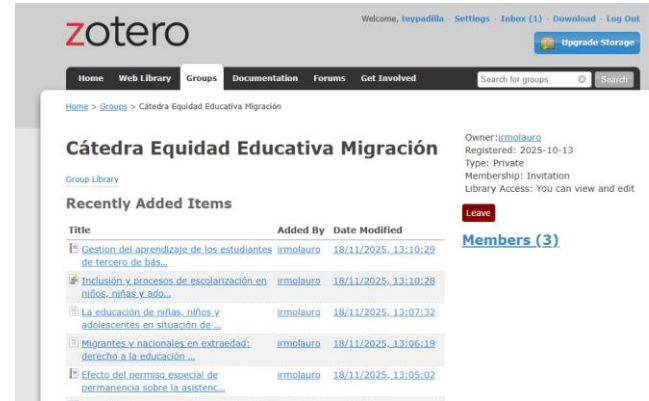 zotero
Welcome, teypadilla · Settings · Inbox (1) · Download · Log Out
Upgrade Storage
Home Web Library Groups Documentation Forums Get Involved
Search for groups
Search
Home > Groups > Cátedra Equidad Educativa Migración
Cátedra Equidad Educativa Migración
Group Library
Recently Added Items
Title Added By Date Modified
Gestion del aprendizaje de los estudiantes irmolauro 18/11/2025, 13:10:29
de tercero de bás...
Inclusión y procesos de escolarización en irmolauro 18/11/2025, 13:10:28
niños, niñas y ado...
La educación de niñas, niños y irmolauro 18/11/2025, 13:07:32
adolescentes en situación de ...
Migrantes y nacionales en extraedad: irmolauro 18/11/2025, 13:06:19
derecho a la educación ...
Efecto del permiso especial de irmolauro 18/11/2025, 13:05:02
permanencia sobre la asistenc...
Owner:irmolauro
Registered: 2025-10-13
Type: Private
Membership: Invitation
Library Access: You can view and edit
Leave
Members (3)